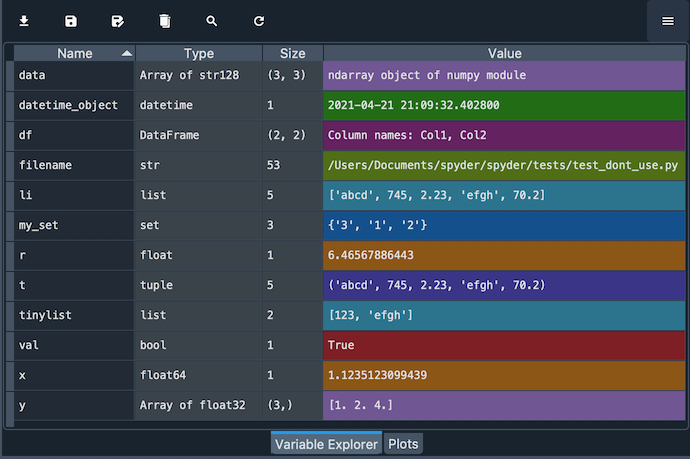 Name Type Size Value
data Array of str128 (3, 3) ndarray object of numpy module
datetime_object datetime 1 2021-04-21 21:09:32.402800
df DataFrame (2, 2) Column names: Col1, Col2
filename str 53 /Users/Documents/spyder/spyder/tests/test_dont_use.py
li list 5 ['abcd', 745, 2.23, 'efgh', 70.2]
my_set set 3 {'3', '1', '2'}
r float 1 6.46567886443
t tuple 5 ('abcd', 745, 2.23, 'efgh', 70.2)
tinylist list 2 [123, 'efgh']
val bool 1 True
x float64 1 1.1235123099439
y Array of float32 (3,) [1. 2. 4.]
Variable Explorer Plots